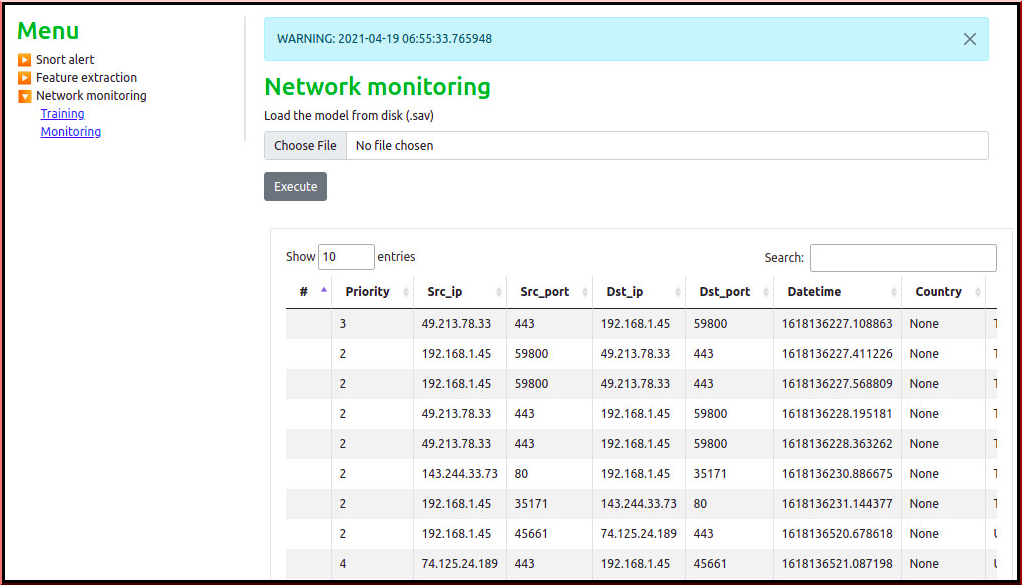 Menu
Snort alert
Feature extraction
Network monitoring
Training
Monitoring
WARNING: 2021-04-19 06:55:33.765948
Network monitoring
Load the model from disk (.sav)
Choose File No file chosen
Execute
Show 10 entries Search:
# Priority Src_ip Src_port Dst_ip Dst_port Datetime Country
3 49.213.78.33 443 192.168.1.45 59800 1618136227.108863 None
2 192.168.1.45 59800 49.213.78.33 443 1618136227.411226 None
2 192.168.1.45 59800 49.213.78.33 443 1618136227.568809 None
2 49.213.78.33 443 192.168.1.45 59800 1618136228.195181 None
2 49.213.78.33 443 192.168.1.45 59800 1618136228.363262 None
2 143.244.33.73 80 192.168.1.45 35171 1618136230.886675 None
2 192.168.1.45 35171 143.244.33.73 80 1618136231.144377 None
2 192.168.1.45 45661 74.125.24.189 443 1618136520.678618 None
4 74.125.24.189 443 192.168.1.45 45661 1618136521.087198 None